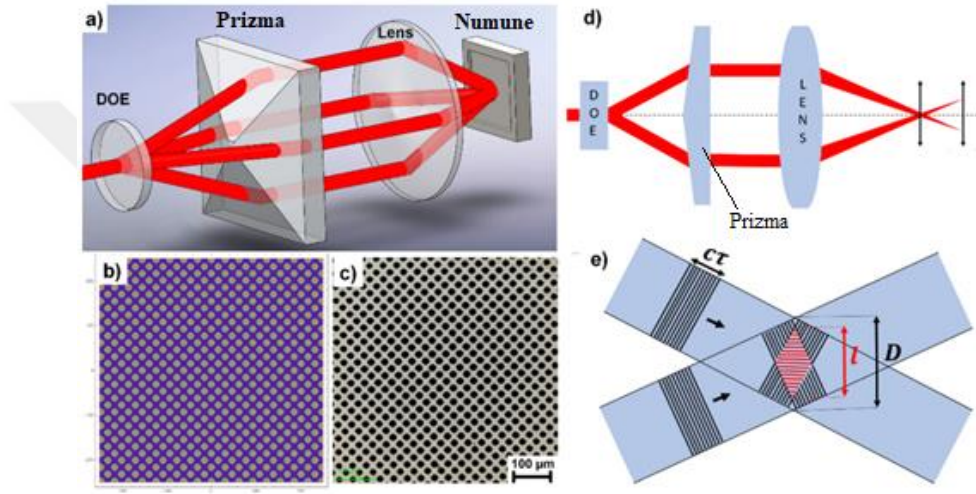 a)
Prizma
Numune
Lens
DOE
d)
D
O
E
L
E
N
S
Prizma
b)
c)
100 µm
e)
cτ
l
D